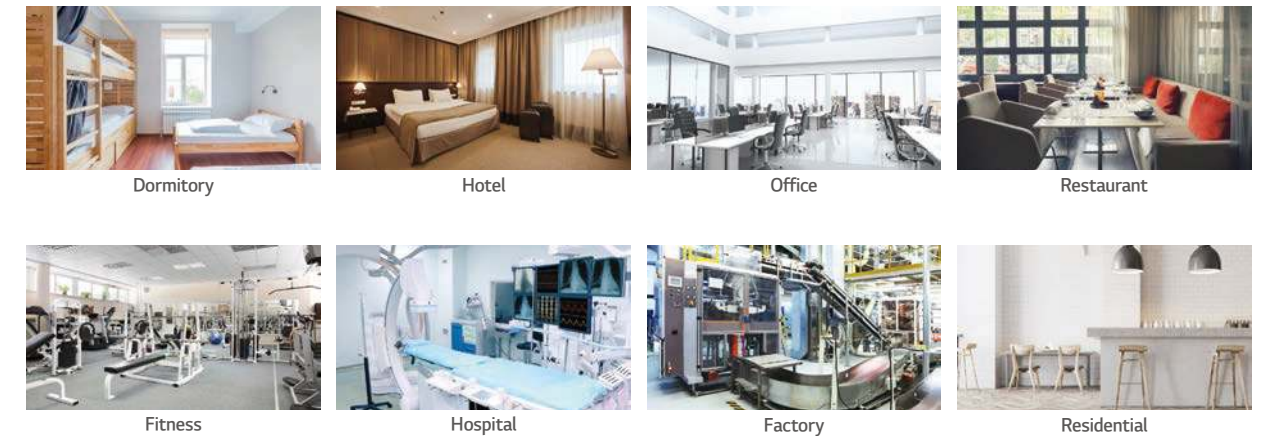 Dormitory
Hotel
Office
Restaurant
Fitness
Hospital
Factory
Residential